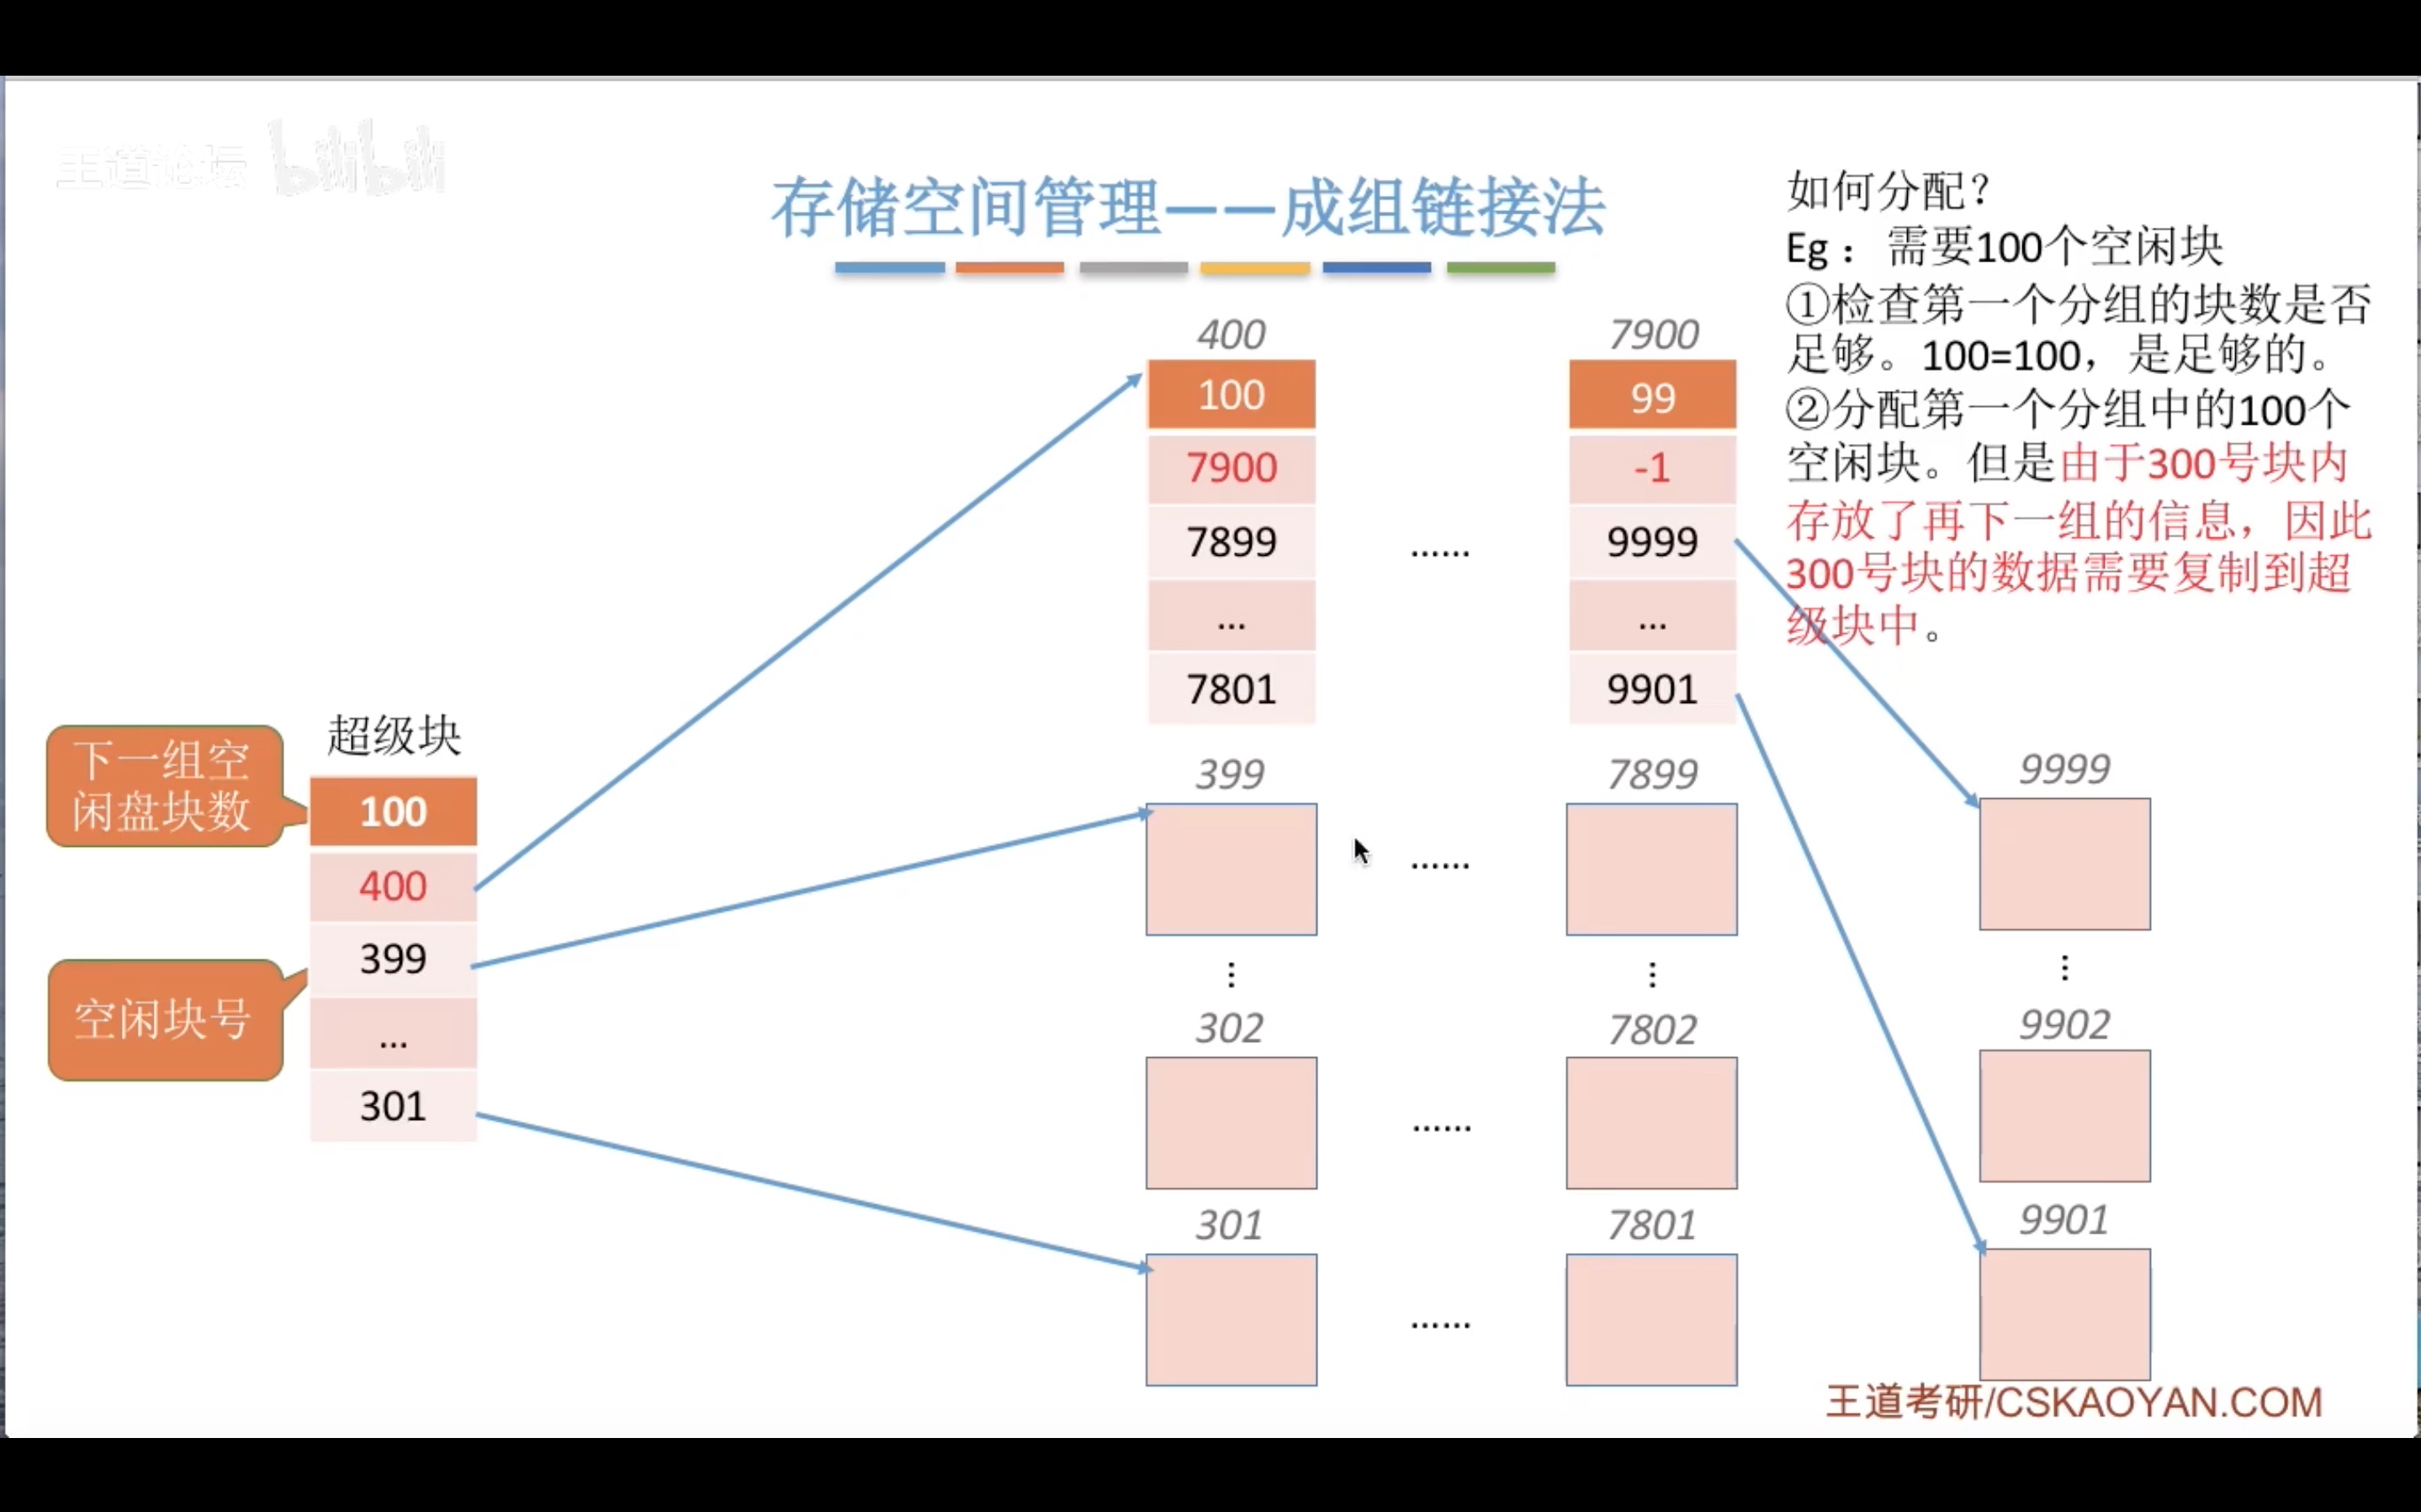 王道论坛 bilibili
存储空间管理——成组链接法
如何分配？
Eg： 需要100个空闲块
①检查第一个分组的块数是否
足够。100=100，是足够的。
②分配第一个分组中的100个
空闲块。但是由于300号块内
存放了再下一组的信息，因此
300号块的数据需要复制到超
级块中。
400
100
7900
7899
...
7801
......
7900
99
-1
9999
...
9901
下一组空
闲盘块数
空闲块号
超级块
100
400
399
...
301
399
......
7899
9999
⋮
⋮
⋮
302
......
7802
9902
301
......
7801
9901
王道考研/CSKAOYAN.COM